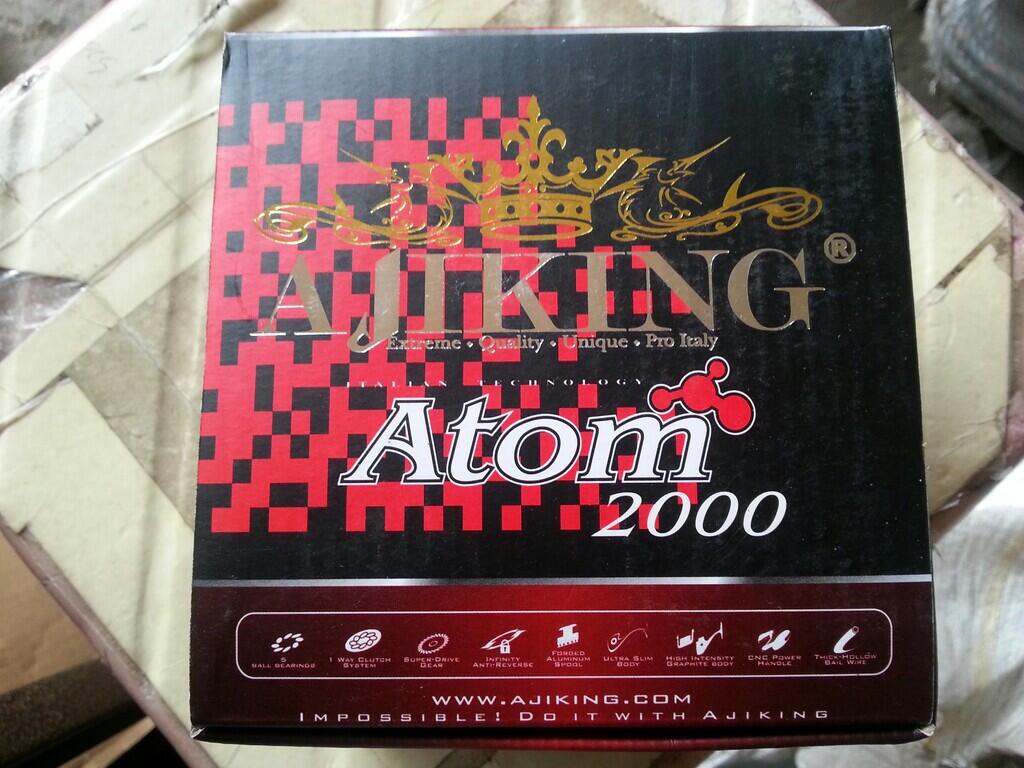 AJIKING®
Extreme • Quality • Unique • Pro Italy
ITALIAN TECHNOLOGY
Atom
2000
5 BALL BEARINGS
1 WAY CLUTCH SYSTEM
SUPER-DRIVE GEAR
INFINITY ANTI-REVERSE
FORGED ALUMINUM SPOOL
ULTRA SLIM BODY
HIGH INTENSITY GRAPHITE BODY
CNC POWER HANDLE
THICK-HOLLOW BAIL WIRE
WWW.AJIKING.COM
IMPOSSIBLE! DO IT WITH AJIKING